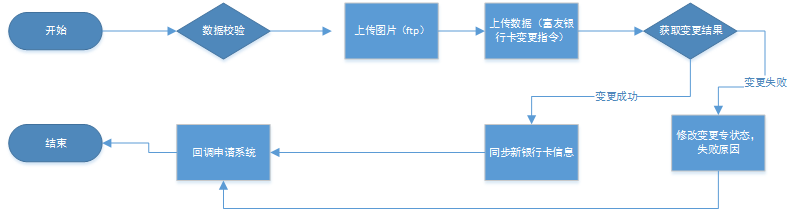 开始
数据校验
上传图片（ftp）
上传数据（富友银
行卡变更指令）
获取变更结果
变更失败
变更成功
结束
回调申请系统
同步新银行卡信息
修改变更专状态，
失败原因